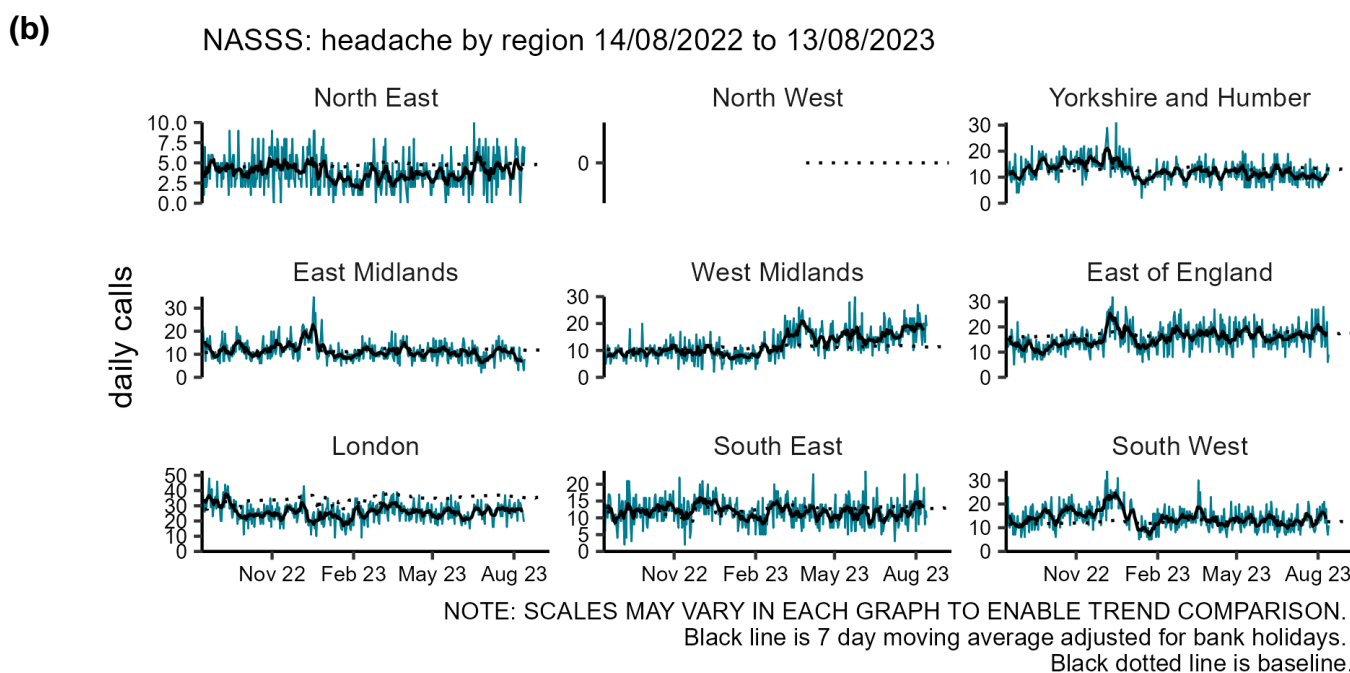 (b)
NASSS: headache by region 14/08/2022 to 13/08/2023
North East
North West
Yorkshire and Humber
10.0
7.5
5.0
2.5
0.0
0
30
20
10
0
daily calls
East Midlands
West Midlands
East of England
30
20
10
0
30
20
10
0
30
20
10
0
London
South East
South West
50
40
30
20
10
0
20
15
10
5
0
30
20
10
0
Nov 22 Feb 23 May 23 Aug 23
Nov 22 Feb 23 May 23 Aug 23
Nov 22 Feb 23 May 23 Aug 23
NOTE: SCALES MAY VARY IN EACH GRAPH TO ENABLE TREND COMPARISON.
Black line is 7 day moving average adjusted for bank holidays.
Black dotted line is baseline.